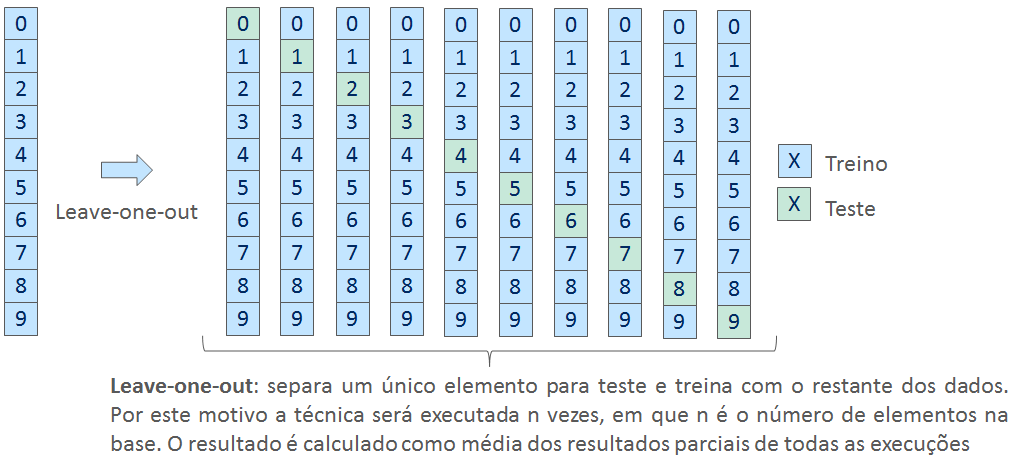 0 0 0 0 0 0 0 0 0 0 0
1 1 1 1 1 1 1 1 1 1 1
2 2 2 2 2 2 2 2 2 2 2
3 3 3 3 3 3 3 3 3 3 3
4 4 4 4 4 4 4 4 4 4 4
X Treino
5 5 5 5 5 5 5 5 5 5 5
X Teste
Leave-one-out
6 6 6 6 6 6 6 6 6 6 6
7 7 7 7 7 7 7 7 7 7 7
8 8 8 8 8 8 8 8 8 8 8
9 9 9 9 9 9 9 9 9 9 9
Leave-one-out: separa um único elemento para teste e treina com o restante dos dados.
Por este motivo a técnica será executada n vezes, em que n é o número de elementos na
base. O resultado é calculado como média dos resultados parciais de todas as execuções